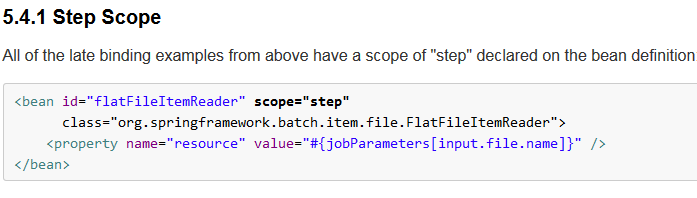 5.4.1 Step Scope
All of the late binding examples from above have a scope of "step" declared on the bean definition
<bean id="flatFileItemReader" scope="step"
class="org.springframework.batch.item.file.FlatFileItemReader">
<property name="resource" value="#{jobParameters[input.file.name]}" />
</bean>